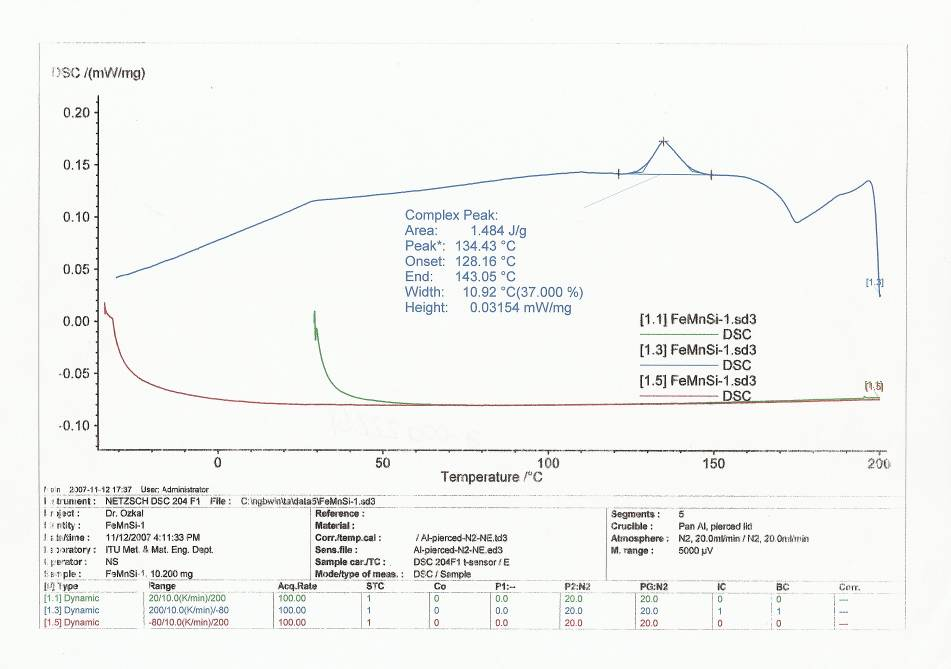 DSC /(mW/mg)
0.20
0.15
0.10
0.05
0.00
-0.05
-0.10
Complex Peak:
Area: 1.484 J/g
Peak*: 134.43 °C
Onset: 128.16 °C
End: 143.05 °C
Width: 10.92 °C(37.000 %)
Height: 0.03154 mW/mg
[1.3]
[1.1] FeMnSi-1.sd3
DSC
[1.3] FeMnSi-1.sd3
DSC
[1.5] FeMnSi-1.sd3
DSC
[1.5]
0 50 100 150 200
Temperature /°C
2007-11-12 17:37 User: Administrator
Instrument : NETZSCH DSC 204 F1 File : C:\ngbwin\ta\data5\FeMnSi-1.sd3
Project : Dr. Ozkal Reference : Segments : 5
Identity : FeMnSi-1 Material : Crucible : Pan Al, pierced lid
Date/time : 11/12/2007 4:11:33 PM Corr./temp.cal : / Al-pierced-N2-NE.td3 Atmosphere : N2, 20.0ml/min / N2, 20.0ml/min
Laboratory : ITU Met. & Mat. Eng. Dept. Sens.file : Al-pierced-N2-NE.ed3 M. range : 5000 µV
Operator : NS Sample car./TC : DSC 204F1 t-sensor / E
Sample : FeMnSi-1, 10.200 mg Mode/type of meas. : DSC / Sample
[#] Type Range Acq.Rate STC Co P1:-- P2:N2 PG:N2 IC BC Corr.
[1.1] Dynamic 20/10.0(K/min)/200 100.00 1 0 0.0 20.0 20.0 0 0 ---
[1.3] Dynamic 200/10.0(K/min)/-80 100.00 1 0 0.0 20.0 20.0 1 1 ---
[1.5] Dynamic -80/10.0(K/min)/200 100.00 1 0 0.0 20.0 20.0 0 0 ---